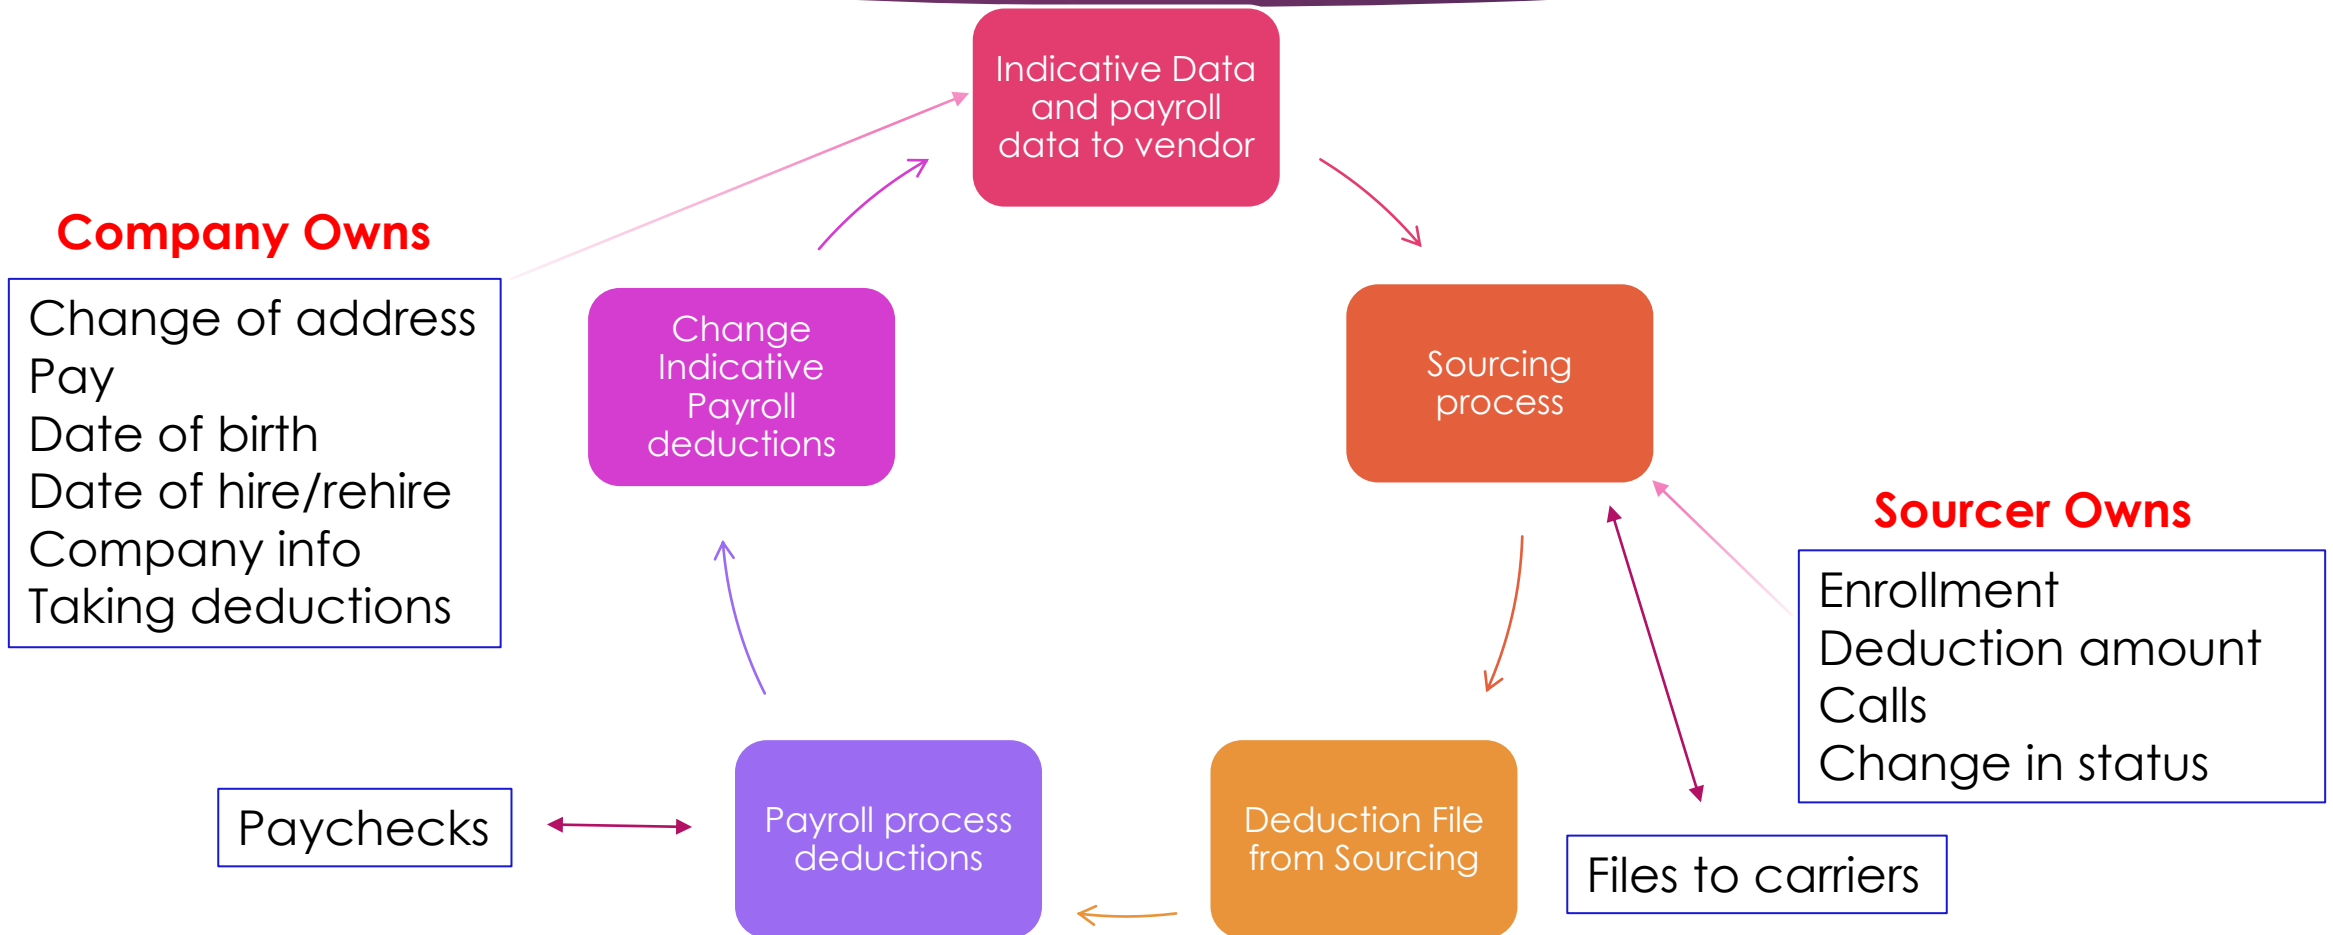 Indicative Data
and payroll
data to vendor
Company Owns
Change of address
Pay
Date of birth
Date of hire/rehire
Company info
Taking deductions
Change
Indicative
Payroll
deductions
Sourcing
process
Sourcer Owns
Enrollment
Deduction amount
Calls
Change in status
Paychecks
Payroll process
deductions
Deduction File
from Sourcing
Files to carriers